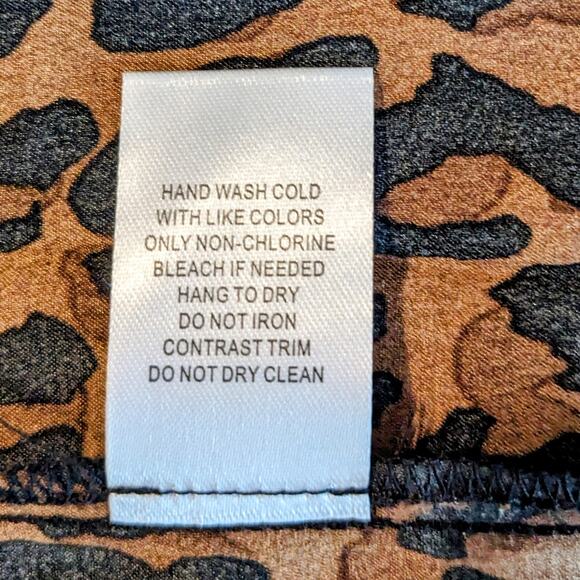 HAND WASH COLD
WITH LIKE COLORS
ONLY NON-CHLORINE
BLEACH IF NEEDED
HANG TO DRY
DO NOT IRON
CONTRAST TRIM
DO NOT DRY CLEAN